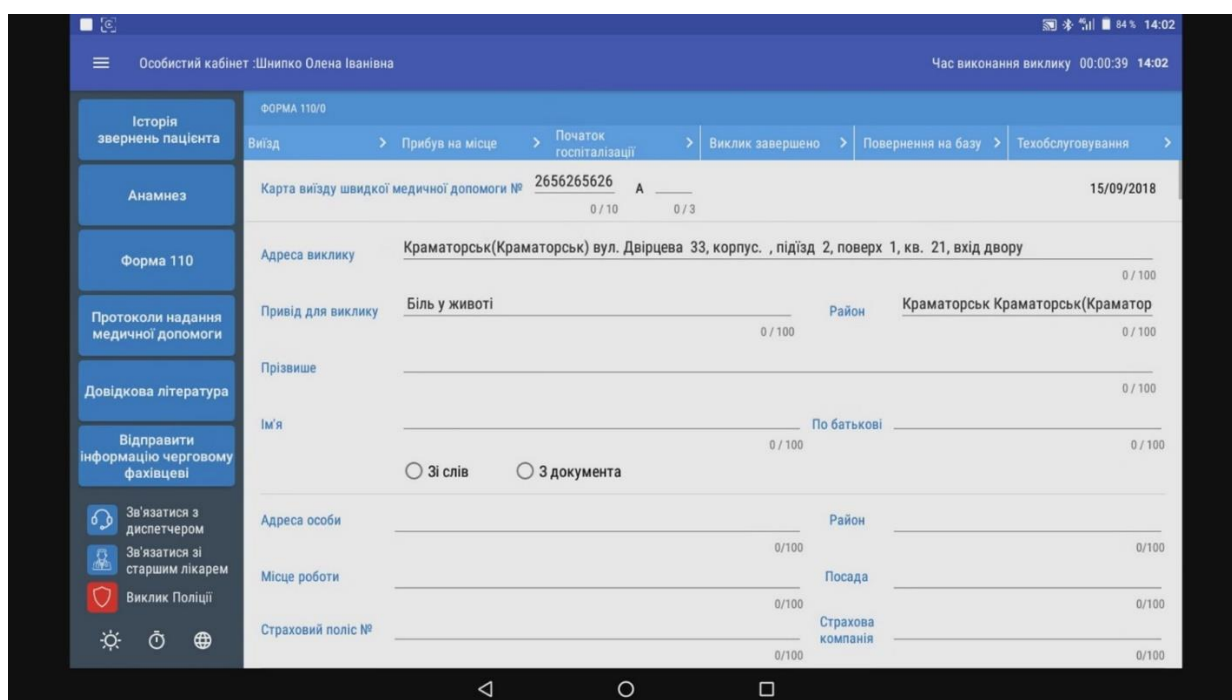 84 % 14:02
Особистий кабінет :Шнипко Олена Іванівна
Час виконання виклику 00:00:39 14:02
Історія
звернень пацієнта
Анамнез
Форма 110
Протоколи надання
медичної допомоги
Довідкова література
Відправити
інформацію черговому
фахівцеві
Зв'язатися з
диспетчером
Зв'язатися зі
старшим лікарем
Виклик Поліції
ФОРМА 110/0
Виїзд
Прибув на місце
Початок
госпіталізації
Виклик завершено
Повернення на базу
Техобслуговування
Карта виїзду швидкої медичної допомоги № 2656265626 А
15/09/2018
0 / 10
0 / 3
Адреса виклику Краматорськ(Краматорськ) вул. Двірцева 33, корпус. , підїзд 2, поверх 1, кв. 21, вхід двору
0 / 100
Привід для виклику Біль у животі
Район Краматорськ Краматорськ(Краматор
0 / 100
0 / 100
Прізвише
0 / 100
Ім'я
По батькові
0 / 100
0 / 100
Зі слів
З документа
Адреса особи
Район
0/100
0/100
Місце роботи
Посада
0/100
0/100
Страховий поліс №
Страхова
компанія
0/100
0/100